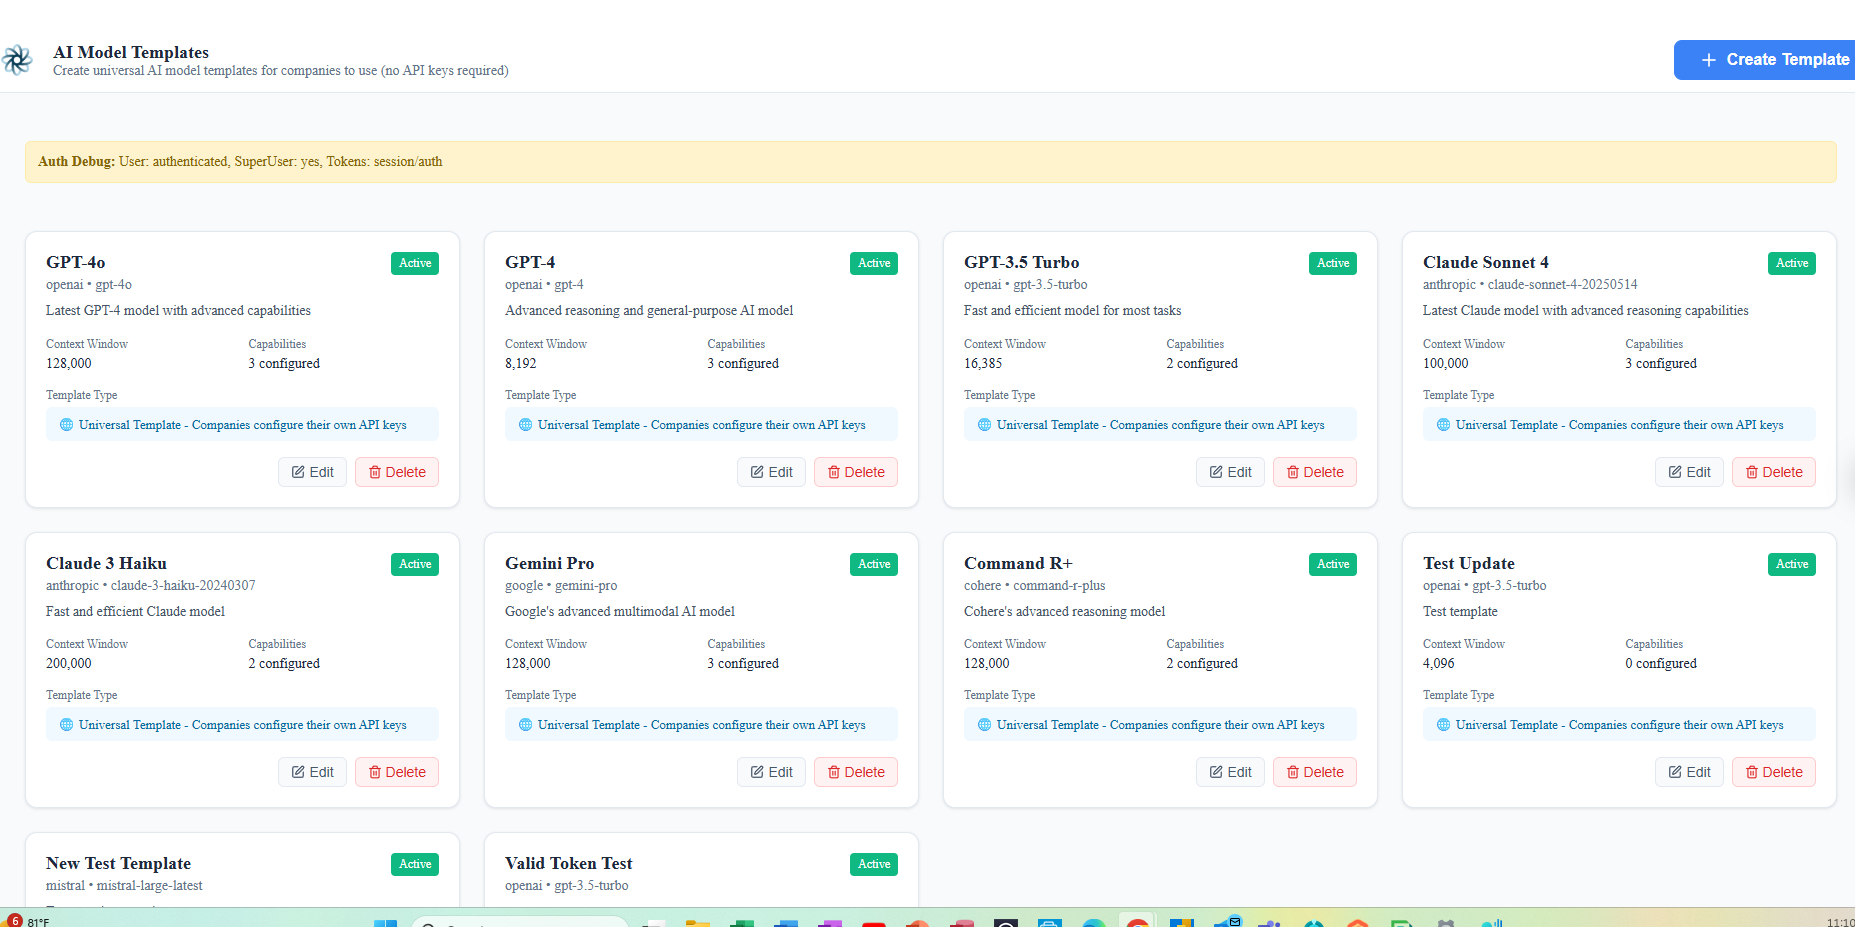 AI Model Templates
Create universal AI model templates for companies to use (no API keys required)
Create Template
Auth Debug: User: authenticated, SuperUser: yes, Tokens: session/auth
GPT-4o
Active
openai • gpt-4o
Latest GPT-4 model with advanced capabilities
Context Window
Capabilities
128,000
3 configured
Template Type
Universal Template - Companies configure their own API keys
Edit
Delete
GPT-4
Active
openai • gpt-4
Advanced reasoning and general-purpose AI model
Context Window
Capabilities
8,192
3 configured
Template Type
Universal Template - Companies configure their own API keys
Edit
Delete
GPT-3.5 Turbo
Active
openai • gpt-3.5-turbo
Fast and efficient model for most tasks
Context Window
Capabilities
16,385
2 configured
Template Type
Universal Template - Companies configure their own API keys
Edit
Delete
Claude Sonnet 4
Active
anthropic • claude-sonnet-4-20250514
Latest Claude model with advanced reasoning capabilities
Context Window
Capabilities
100,000
3 configured
Template Type
Universal Template - Companies configure their own API keys
Edit
Delete
Claude 3 Haiku
Active
anthropic • claude-3-haiku-20240307
Fast and efficient Claude model
Context Window
Capabilities
200,000
2 configured
Template Type
Universal Template - Companies configure their own API keys
Edit
Delete
Gemini Pro
Active
google • gemini-pro
Google's advanced multimodal AI model
Context Window
Capabilities
128,000
3 configured
Template Type
Universal Template - Companies configure their own API keys
Edit
Delete
Command R+
Active
cohere • command-r-plus
Cohere's advanced reasoning model
Context Window
Capabilities
128,000
2 configured
Template Type
Universal Template - Companies configure their own API keys
Edit
Delete
Test Update
Active
openai • gpt-3.5-turbo
Test template
Context Window
Capabilities
4,096
0 configured
Template Type
Universal Template - Companies configure their own API keys
Edit
Delete
New Test Template
Active
mistral • mistral-large-latest
Valid Token Test
Active
openai • gpt-3.5-turbo
6
81°F
11:10